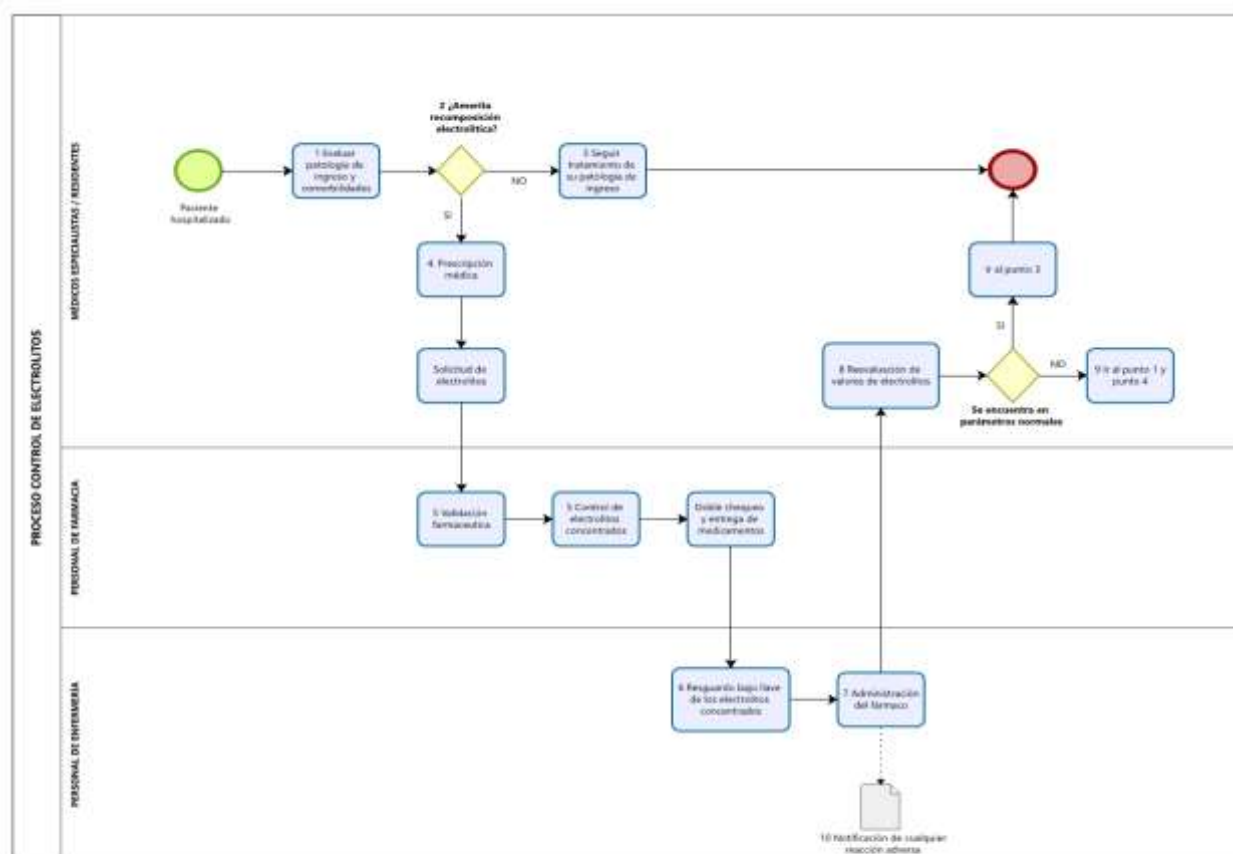 PROCESO CONTROL DE ELECTROLITOS
MÉDICOS ESPECIALISTAS / RESIDENTES
Paciente
hospitalizado
1 Evaluar
patología de
ingreso y
comorbilidades
2 ¿Amerita
recomposición
electrolítica?
NO
3 Seguir
tratamiento de
su patología de
ingreso
SI
4. Prescripción
médica
Solicitud de
electrolitos
8 Reevaluación de
valores de electrolitos
Se encuentra en
parámetros normales
SI
Ir al punto 3
NO
9 Ir al punto 1 y
punto 4
PERSONAL DE FARMACIA
5 Validación
farmaceutica
5 Control de
electrolitos
concentrados
Doble chequeo
y entrega de
medicamentos
PERSONAL DE ENFERMERÍA
6 Resguardo bajo llave
de los electrolitos
concentrados
7 Administración
del fármaco
10 Notificación de cualquier
reacción adversa